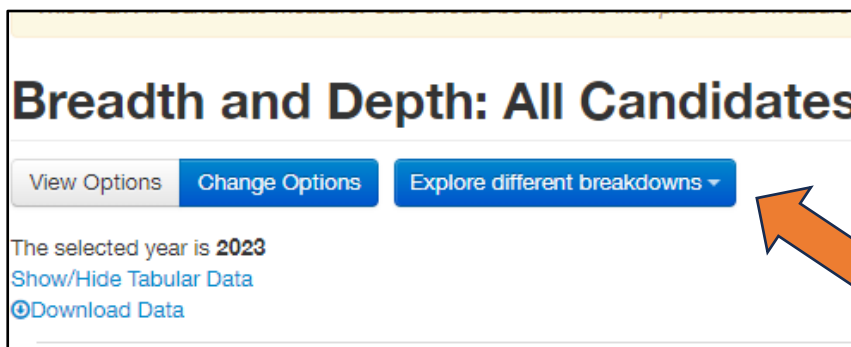 Breadth and Depth: All Candidates
View Options Change Options Explore different breakdowns
The selected year is 2023
Show/Hide Tabular Data
Download Data